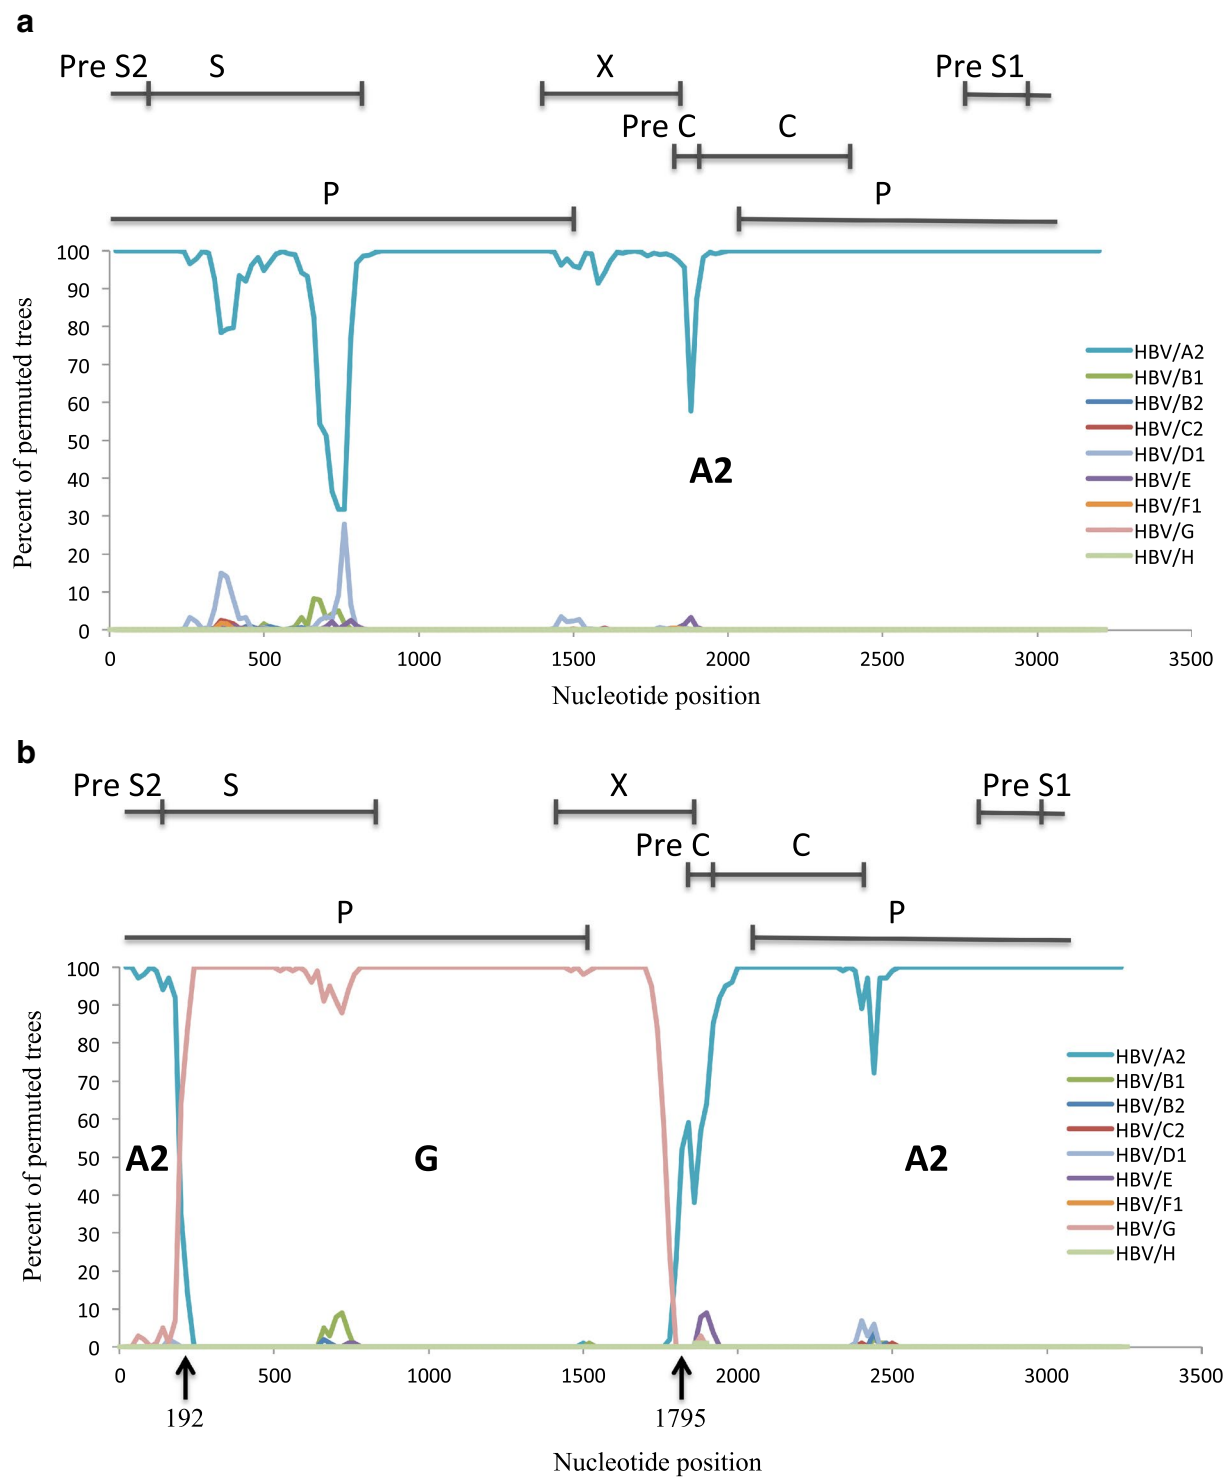 a
Pre S2 S X Pre S1
Pre C C
P P
100
90
80
70
60
50
40
30
20
10
0
Percent of permuted trees
A2
HBV/A2
HBV/B1
HBV/B2
HBV/C2
HBV/D1
HBV/E
HBV/F1
HBV/G
HBV/H
0 500 1000 1500 2000 2500 3000 3500
Nucleotide position
b
Pre S2 S X Pre S1
Pre C C
P P
100
90
80
70
60
50
40
30
20
10
0
Percent of permuted trees
A2 G A2
HBV/A2
HBV/B1
HBV/B2
HBV/C2
HBV/D1
HBV/E
HBV/F1
HBV/G
HBV/H
0 500 1000 1500 2000 2500 3000 3500
192 1795
Nucleotide position